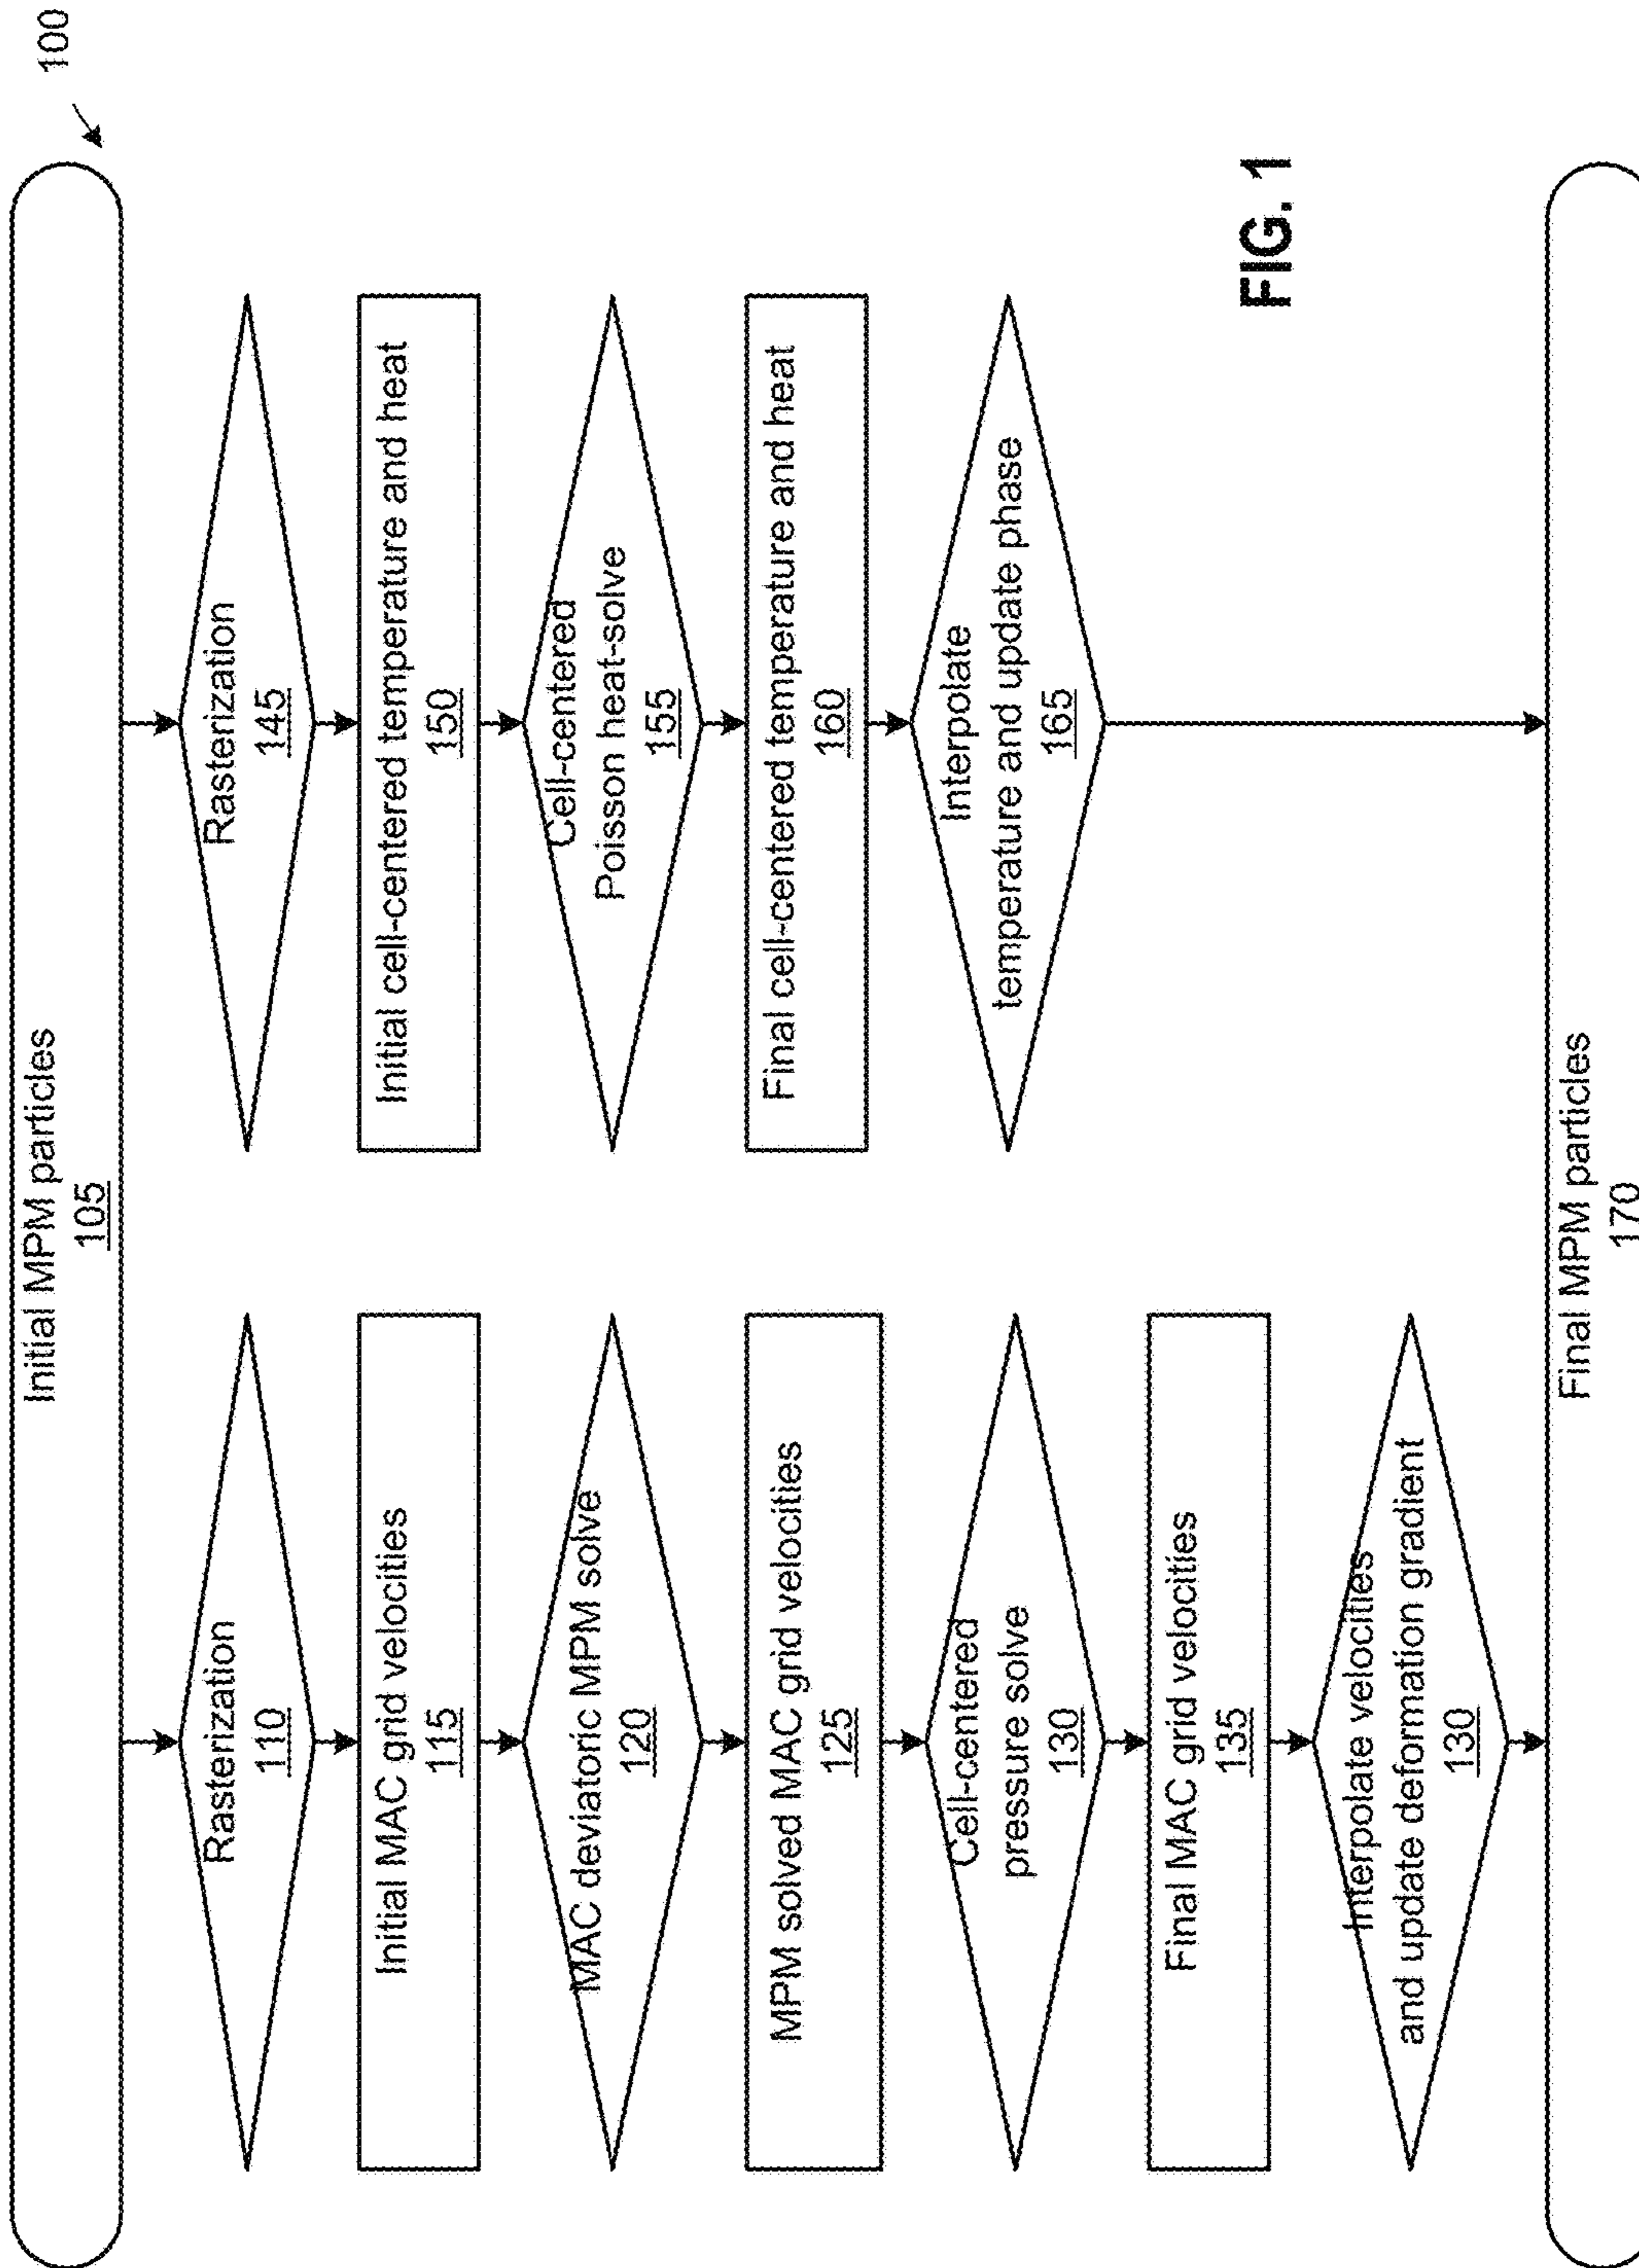 100
Initial MPM particles
105
Rasterization
110
Initial MAC grid velocities
115
MAC deviatoric MPM solve
120
MPM solved MAC grid velocities
125
Cell-centered
pressure solve
130
Final MAC grid velocities
135
Interpolate velocities
and update deformation gradient
130
Rasterization
145
Initial cell-centered temperature and heat
150
Cell-centered
Poisson heat-solve
155
Final cell-centered temperature and heat
160
Interpolate
temperature and update phase
165
Final MPM particles
170
FIG. 1